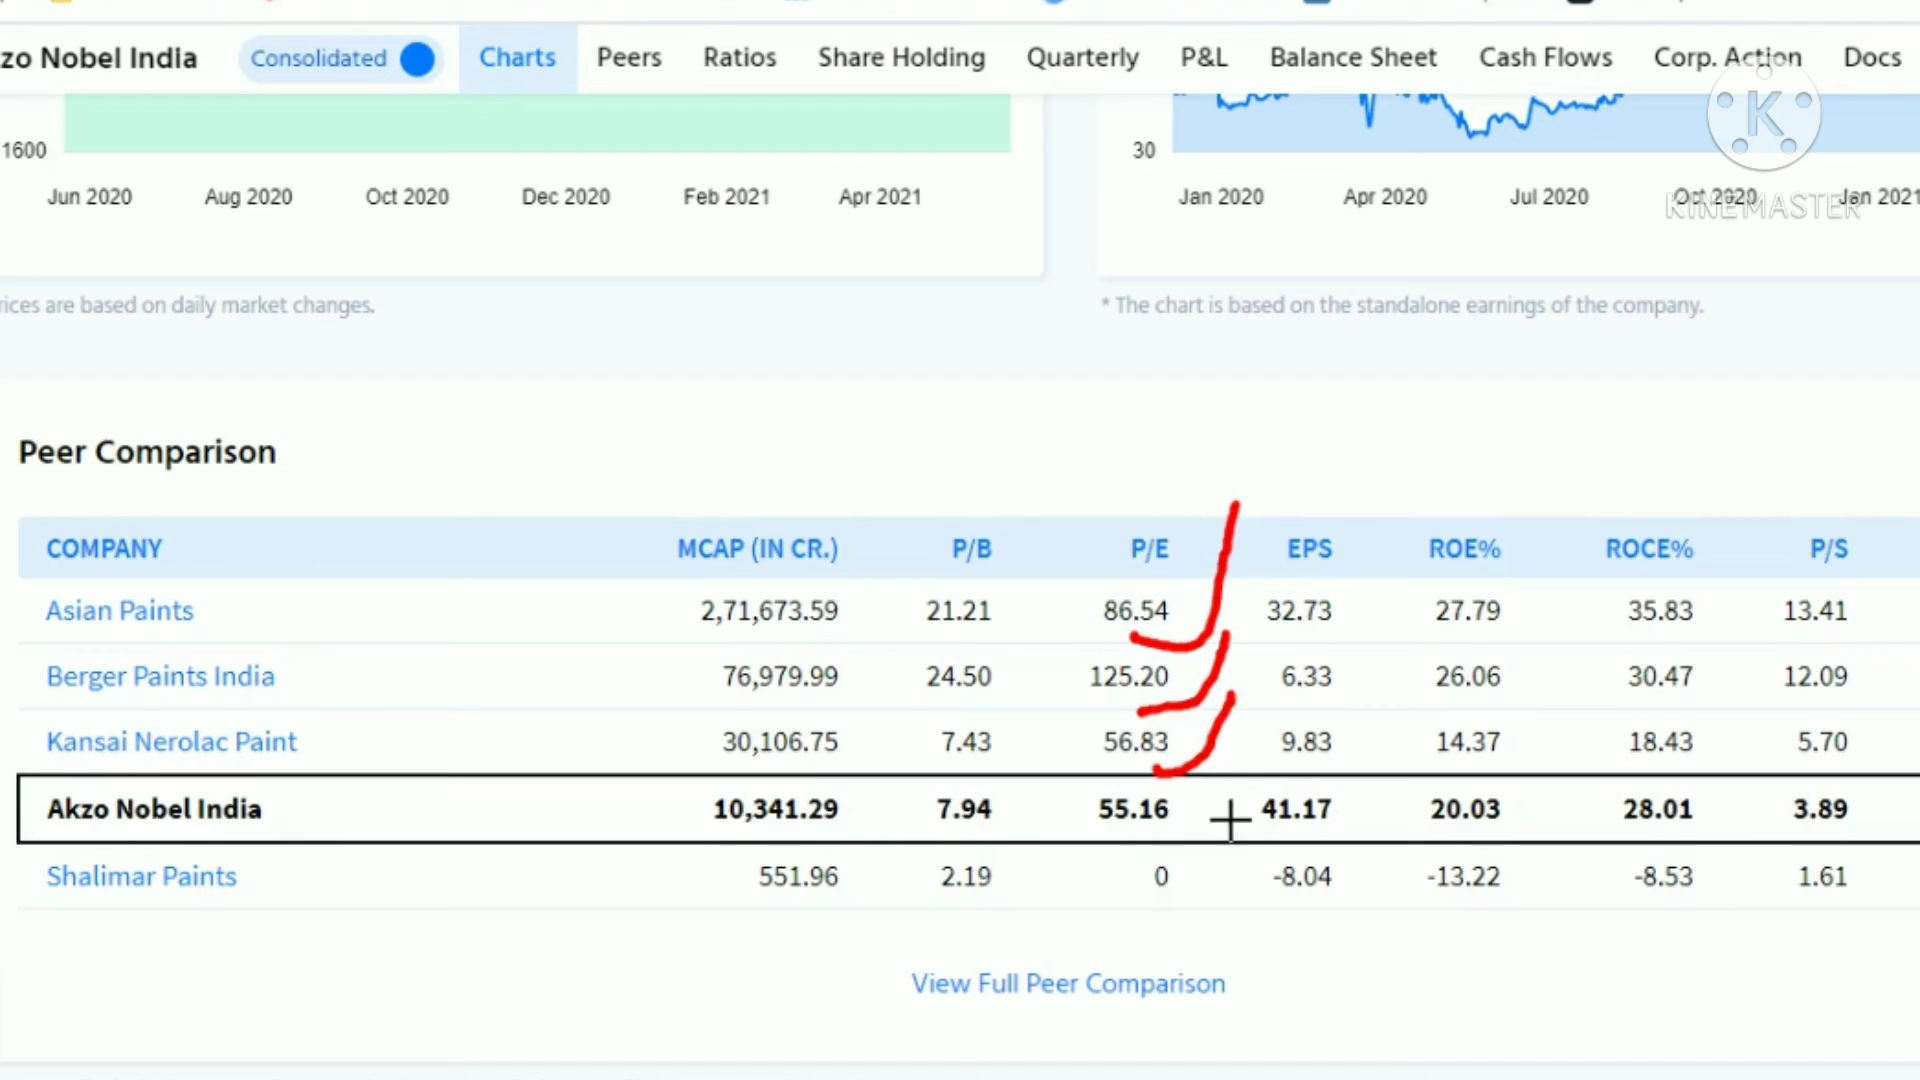 zo Nobel India Consolidated Charts Peers Ratios Share Holding Quarterly P&L Balance Sheet Cash Flows Corp. Action Docs
K
1600
30
Jun 2020 Aug 2020 Oct 2020 Dec 2020 Feb 2021 Apr 2021
Jan 2020 Apr 2020 Jul 2020 Oct 2020 Jan 2021
KINEMASTER
rices are based on daily market changes.
* The chart is based on the standalone earnings of the company.
Peer Comparison
COMPANY MCAP (IN CR.) P/B P/E EPS ROE% ROCE% P/S
Asian Paints 2,71,673.59 21.21 86.54 32.73 27.79 35.83 13.41
Berger Paints India 76,979.99 24.50 125.20 6.33 26.06 30.47 12.09
Kansai Nerolac Paint 30,106.75 7.43 56.83 9.83 14.37 18.43 5.70
Akzo Nobel India 10,341.29 7.94 55.16 41.17 20.03 28.01 3.89
Shalimar Paints 551.96 2.19 0 -8.04 -13.22 -8.53 1.61
View Full Peer Comparison